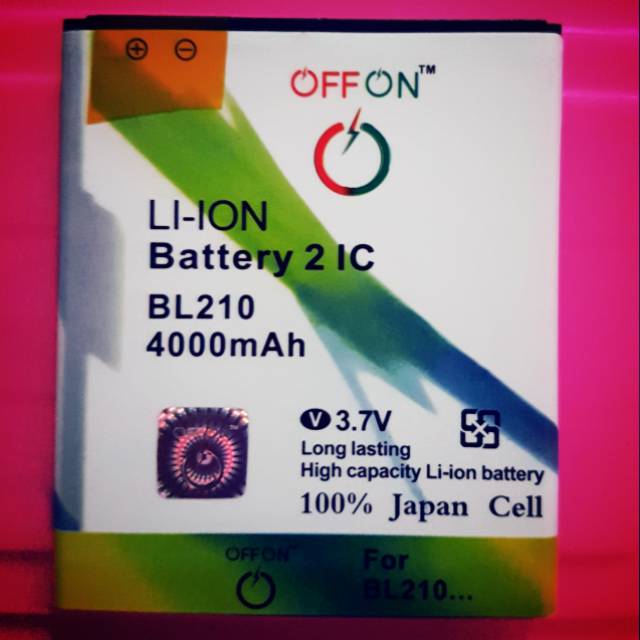 OFFON™
LI-ION
Battery 2 IC
BL210
4000mAh
V 3.7V
Long lasting
High capacity Li-ion battery
100% Japan Cell
OFFON™
For
BL210...